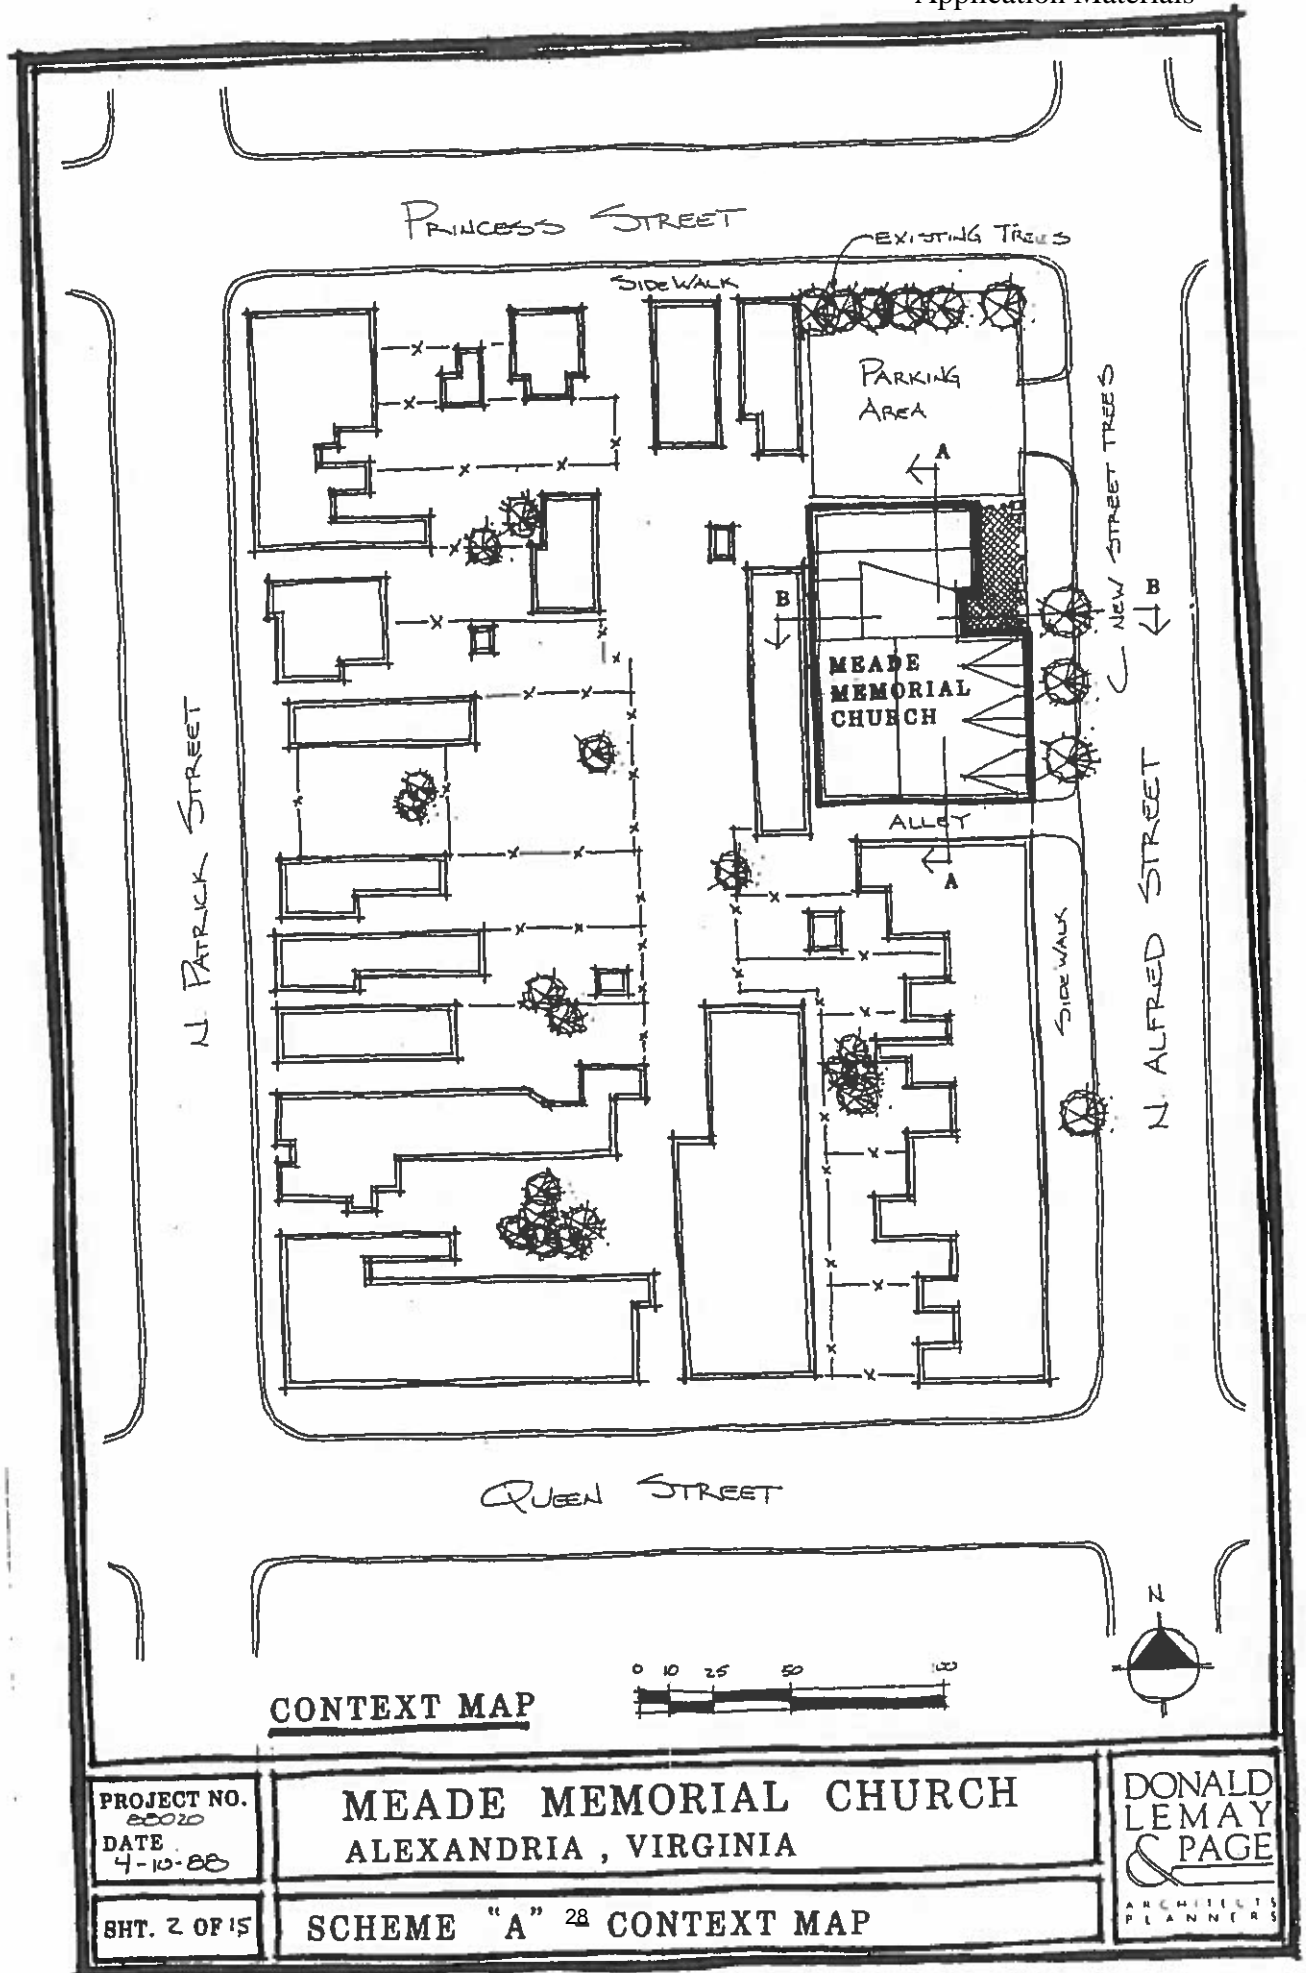 Application Materials
PRINCESS STREET
EXISTING TREES
SIDEWALK
PARKING
AREA
A
NEW STREET TREES
B
B
MEADE
MEMORIAL
CHURCH
N. PATRICK STREET
ALLEY
A
SIDEWALK
N. ALFRED STREET
QUEEN STREET
N
0 10 25 50 100
CONTEXT MAP
PROJECT NO.
88020
DATE
4-10-88
MEADE MEMORIAL CHURCH
ALEXANDRIA, VIRGINIA
DONALD
LEMAY
& PAGE
ARCHITECTS
PLANNERS
SHT. 2 OF 15
SCHEME "A" CONTEXT MAP
28